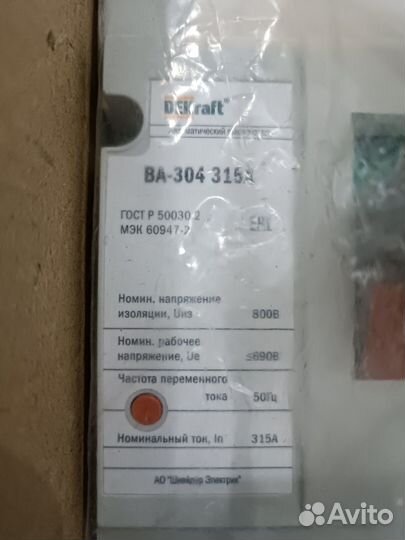 DEKraft®
Автоматический выключатель
ВА-304 315А
ГОСТ Р 50030.2
МЭК 60947-2
EAC
Номин. напряжение
изоляции, Uиз 800В
Номин. рабочее
напряжение, Ue ≤690В
Частота переменного
тока 50Гц
Номинальный ток, In 315А
АО "Шнейдер Электрик"
Avito